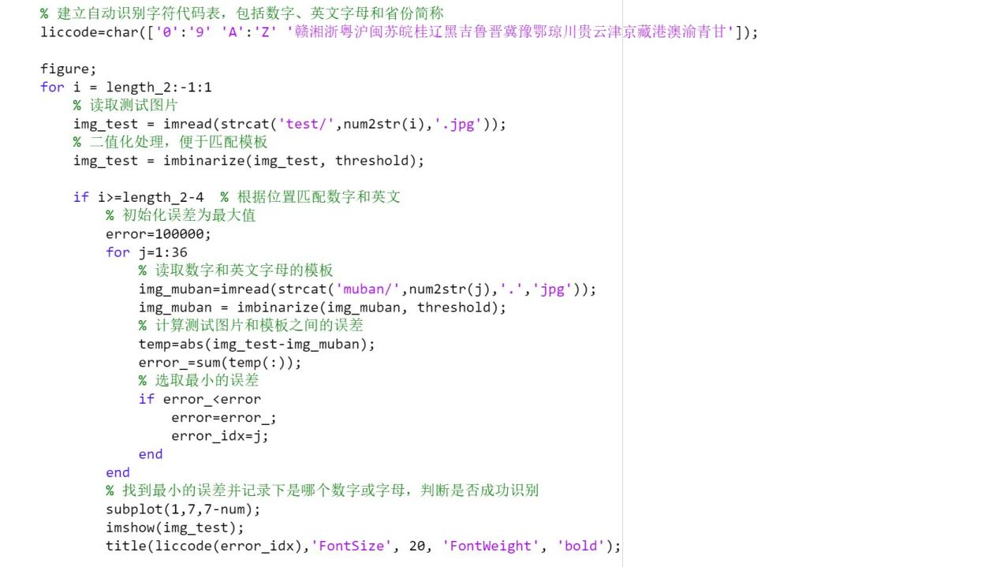 % 建立自动识别字符代码表，包括数字、英文字母和省份简称
liccode=char(['0':'9' 'A':'Z' '赣湘浙粤沪闽苏皖桂辽黑吉鲁晋冀豫鄂琼川贵云津京藏港澳渝青甘']);
figure;
for i = length_2:-1:1
% 读取测试图片
img_test = imread(strcat('test/',num2str(i),'.jpg'));
% 二值化处理，便于匹配模板
img_test = imbinarize(img_test, threshold);
if i>=length_2-4  % 根据位置匹配数字和英文
% 初始化误差为最大值
error=100000;
for j=1:36
% 读取数字和英文字母的模板
img_muban=imread(strcat('muban/',num2str(j),'.','jpg'));
img_muban = imbinarize(img_muban, threshold);
% 计算测试图片和模板之间的误差
temp=abs(img_test-img_muban);
error_=sum(temp(:));
% 选取最小的误差
if error_<error
error=error_;
error_idx=j;
end
end
% 找到最小的误差并记录下是哪个数字或字母，判断是否成功识别
subplot(1,7,7-num);
imshow(img_test);
title(liccode(error_idx),'FontSize', 20, 'FontWeight', 'bold');